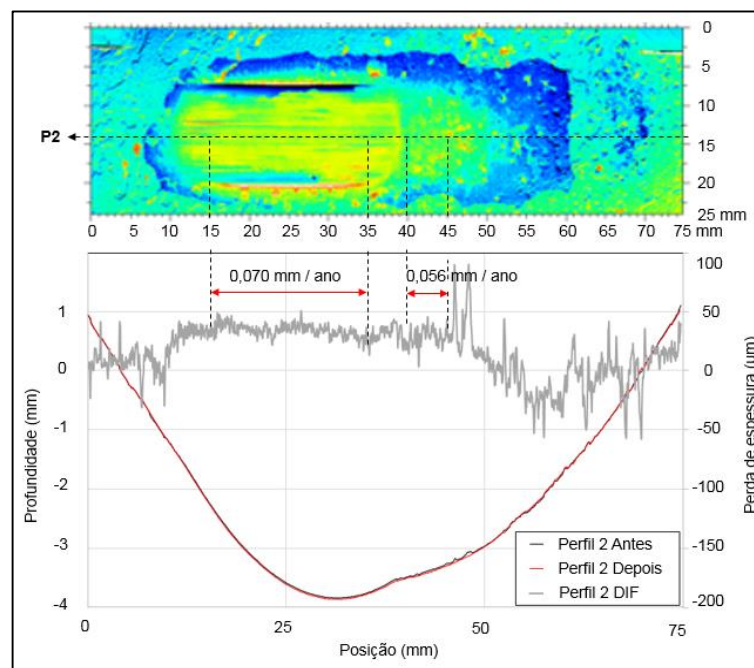 0
5
10
15
20
25 mm
P2
0 5 10 15 20 25 30 35 40 45 50 55 60 65 70 75
mm
0,070 mm / ano
0,056 mm / ano
1
0
-1
-2
-3
-4
Profundidade (mm)
100
50
0
-50
-100
-150
-200
Perda de espessura (µm)
Perfil 2 Antes
Perfil 2 Depois
Perfil 2 DIF
0 25 50 75
Posição (mm)